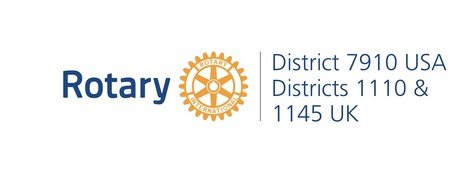 Rotary
ROTARY
INTERNATIONAL
District 7910 USA
Districts 1110 &
1145 UK